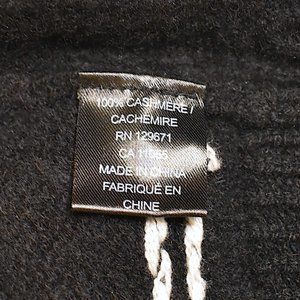 100% CASHMERE /
CACHEMIRE
RN 129671
CA
MADE IN CHINA
FABRIQUÉ EN
CHINE